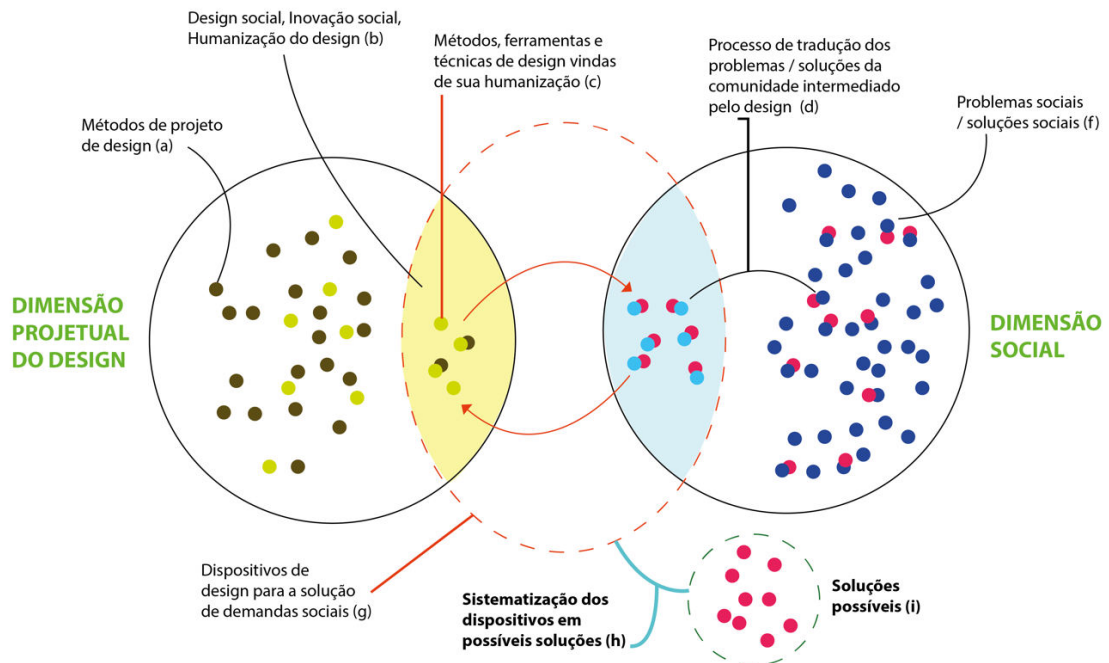 Design social, Inovação social,
Humanização do design (b)
Métodos, ferramentas e
técnicas de design vindas
de sua humanização (c)
Processo de tradução dos
problemas / soluções da
comunidade intermediado
pelo design (d)
Problemas sociais
/ soluções sociais (f)
Métodos de projeto
de design (a)
DIMENSÃO
PROJETUAL
DO DESIGN
DIMENSÃO
SOCIAL
Dispositivos de
design para a solução
de demandas sociais (g)
Sistematização dos
dispositivos em
possíveis soluções (h)
Soluções
possíveis (i)